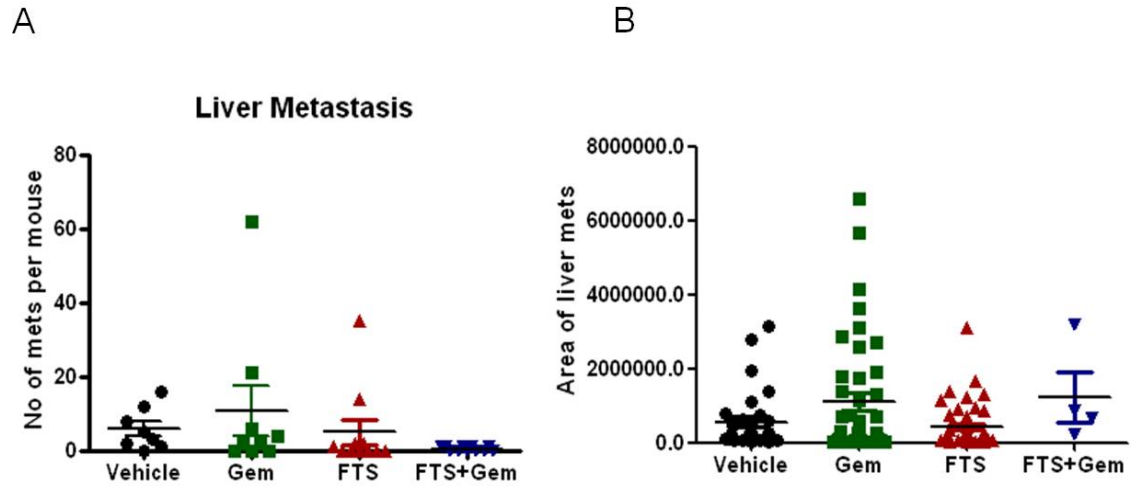 A
B
Liver Metastasis
No of mets per mouse
80
60
40
20
0
Vehicle
Gem
FTS
FTS+Gem
Area of liver mets
8000000.0
6000000.0
4000000.0
2000000.0
0.0
Vehicle
Gem
FTS
FTS+Gem